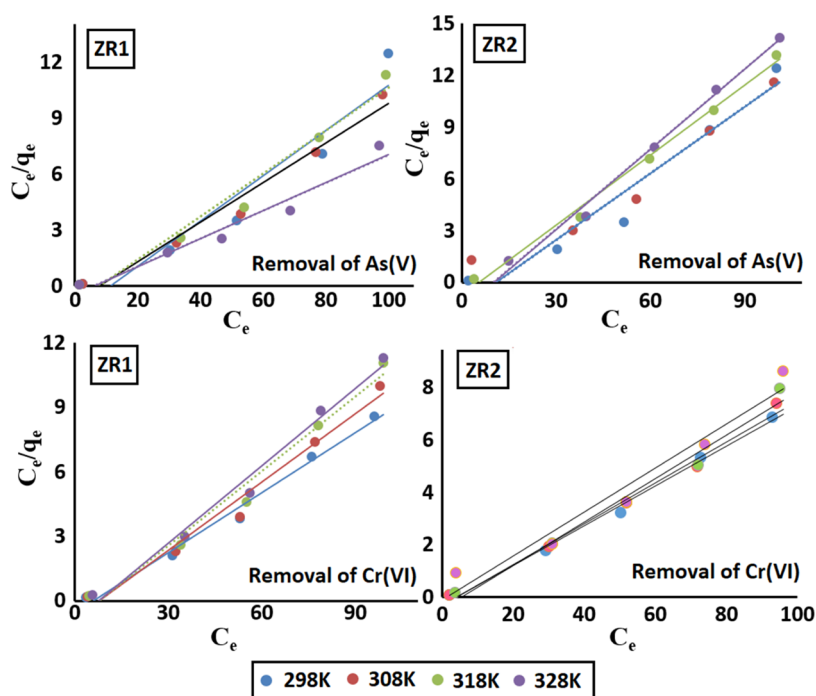 ZR1
12
9
6
3
0
0 20 40 60 80 100
Ce/qe
Ce
Removal of As(V)
ZR2
15
12
9
6
3
0
0 30 60 90
Ce/qe
Ce
Removal of As(V)
ZR1
12
9
6
3
0
0 30 60 90
Ce/qe
Ce
Removal of Cr(VI)
ZR2
8
6
4
2
0
0 20 40 60 80 100
Ce
Removal of Cr(VI)
298K 308K 318K 328K